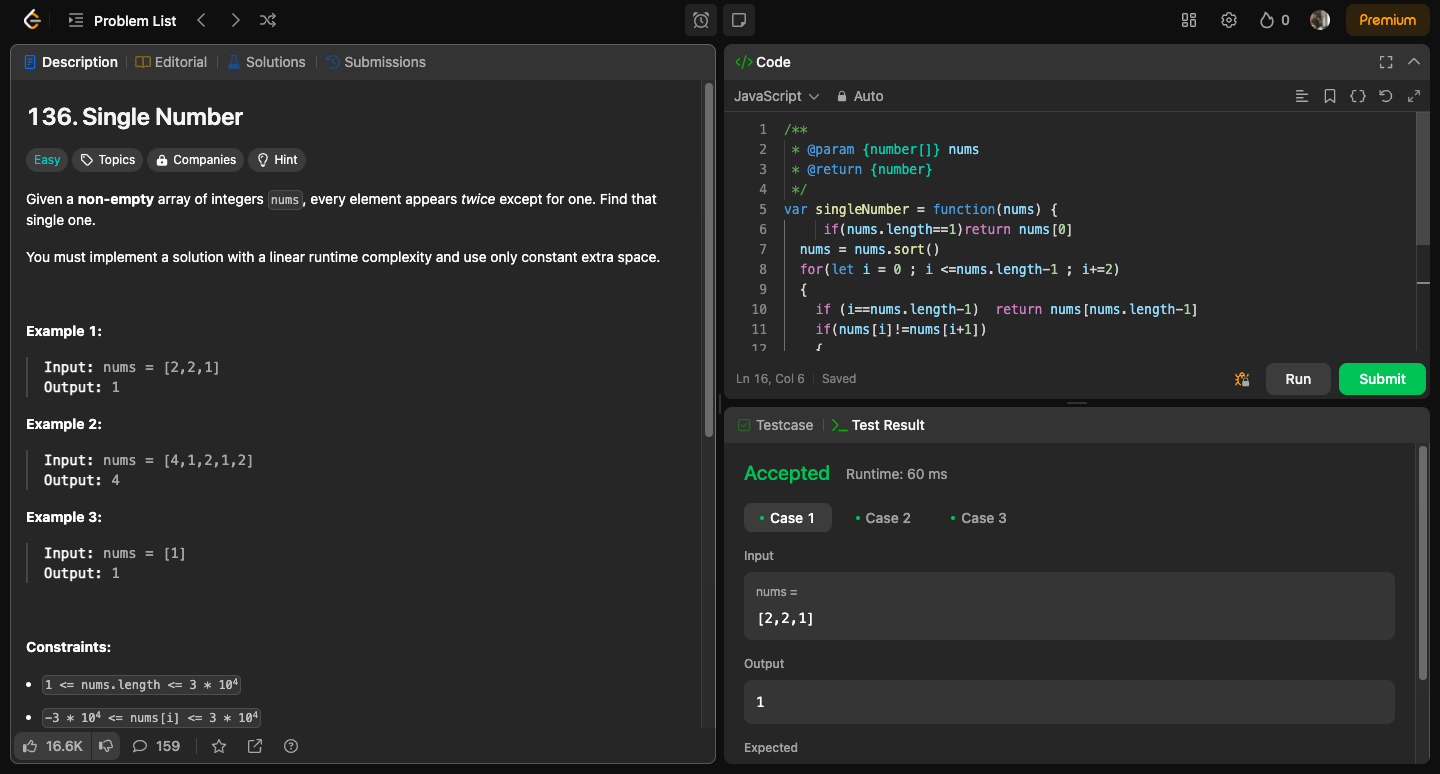 Problem List
0
Premium
Description
Editorial
Solutions
Submissions
136. Single Number
Easy
Topics
Companies
Hint
Given a non-empty array of integers nums, every element appears twice except for one. Find that
single one.
You must implement a solution with a linear runtime complexity and use only constant extra space.
Example 1:
Input: nums = [2,2,1]
Output: 1
Example 2:
Input: nums = [4,1,2,1,2]
Output: 4
Example 3:
Input: nums = [1]
Output: 1
Constraints:
• 1 <= nums.length <= 3 * 10⁴
• -3 * 10⁴ <= nums[i] <= 3 * 10⁴
16.6K
159
</> Code
JavaScript
Auto
1 /**
2  * @param {number[]} nums
3  * @return {number}
4  */
5 var singleNumber = function(nums) {
6      if(nums.length==1)return nums[0]
7   nums = nums.sort()
8   for(let i = 0 ; i <=nums.length-1 ; i+=2)
9   {
10     if (i==nums.length-1)  return nums[nums.length-1]
11     if(nums[i]!=nums[i+1])
12     {
Ln 16, Col 6
Saved
Run
Submit
Testcase
>_ Test Result
Accepted
Runtime: 60 ms
• Case 1
• Case 2
• Case 3
Input
nums =
[2,2,1]
Output
1
Expected